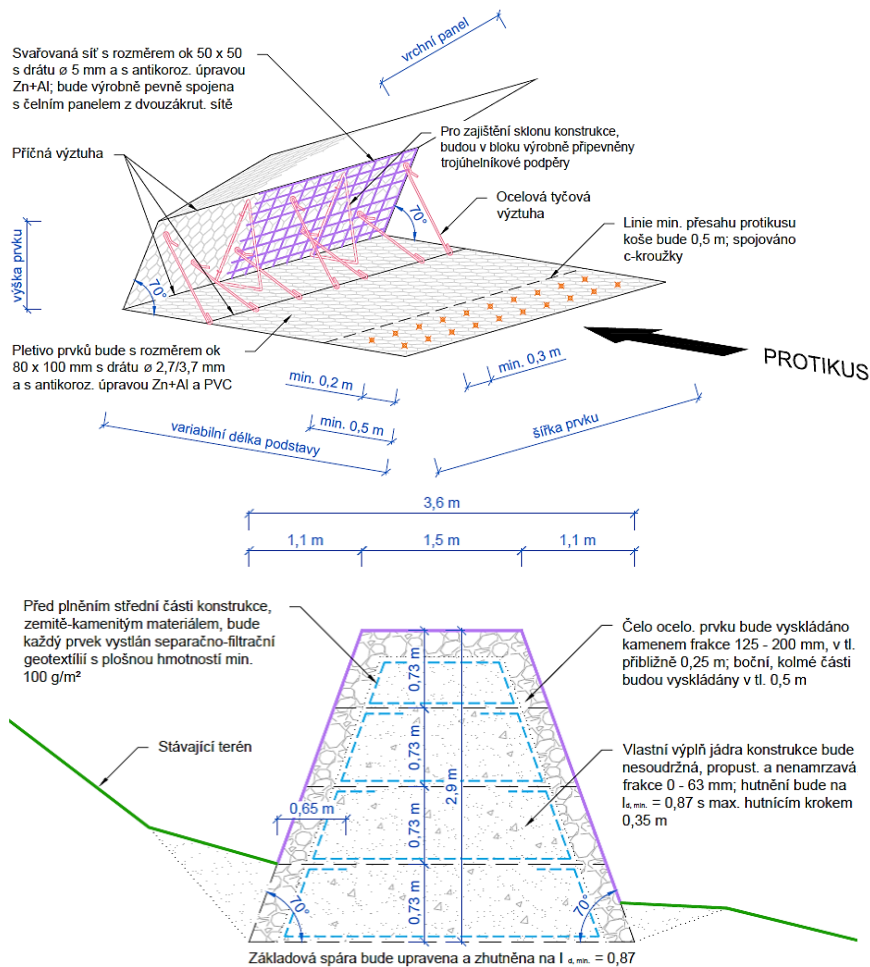 vrchní panel
Svařovaná síť s rozměrem ok 50 x 50
s drátu ø 5 mm a s antikoroz. úpravou
Zn+Al; bude výrobně pevně spojena
s čelním panelem z dvouzákrut. sítě
Pro zajištění sklonu konstrukce,
budou v bloku výrobně připevněny
trojúhelníkové podpěry
Příčná výztuha
Ocelová tyčová
výztuha
Linie min. přesahu protikusu
koše bude 0,5 m; spojováno
c-kroužky
výška prvku
70°
70°
Pletivo prvků bude s rozměrem ok
80 x 100 mm s drátu ø 2,7/3,7 mm
a s antikoroz. úpravou Zn+Al a PVC
PROTIKUS
min. 0,2 m
min. 0,3 m
min. 0,5 m
variabilní délka podstavy
šířka prvku
3,6 m
1,1 m
1,5 m
1,1 m
Před plněním střední části konstrukce,
zemitě-kamenitým materiálem, bude
každý prvek vystlán separačno-filtrační
geotextílií s plošnou hmotností min.
100 g/m²
Čelo ocelo. prvku bude vyskládáno
kamenem frakce 125 - 200 mm, v tl.
přibližně 0,25 m; boční, kolmé části
budou vyskládány v tl. 0,5 m
Stávající terén
Vlastní výplň jádra konstrukce bude
nesoudržná, propust. a nenamrzavá
frakce 0 - 63 mm; hutnění bude na
I d, min. = 0,87 s max. hutnícím krokem
0,35 m
0,73 m
0,73 m
0,73 m
0,73 m
2,9 m
0,65 m
70°
70°
Základová spára bude upravena a zhutněna na I d, min. = 0,87